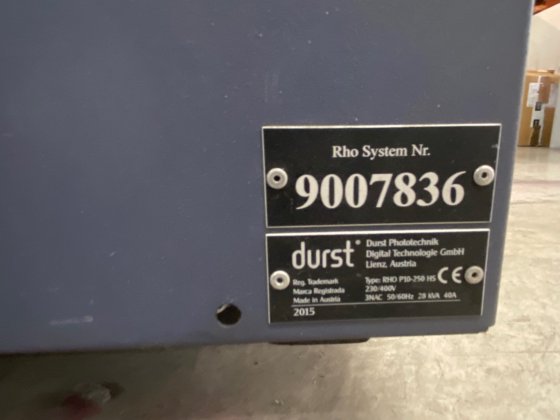 Rho System Nr.
9007836
durst® Durst Phototechnik
Digital Technologie GmbH
Lienz, Austria
Reg. Trademark
Marca Registrada
Made in Austria
2015
Type: RHO P10-250 HS
230/400V
3NAC 50/60Hz 28 kVA 40A
CE